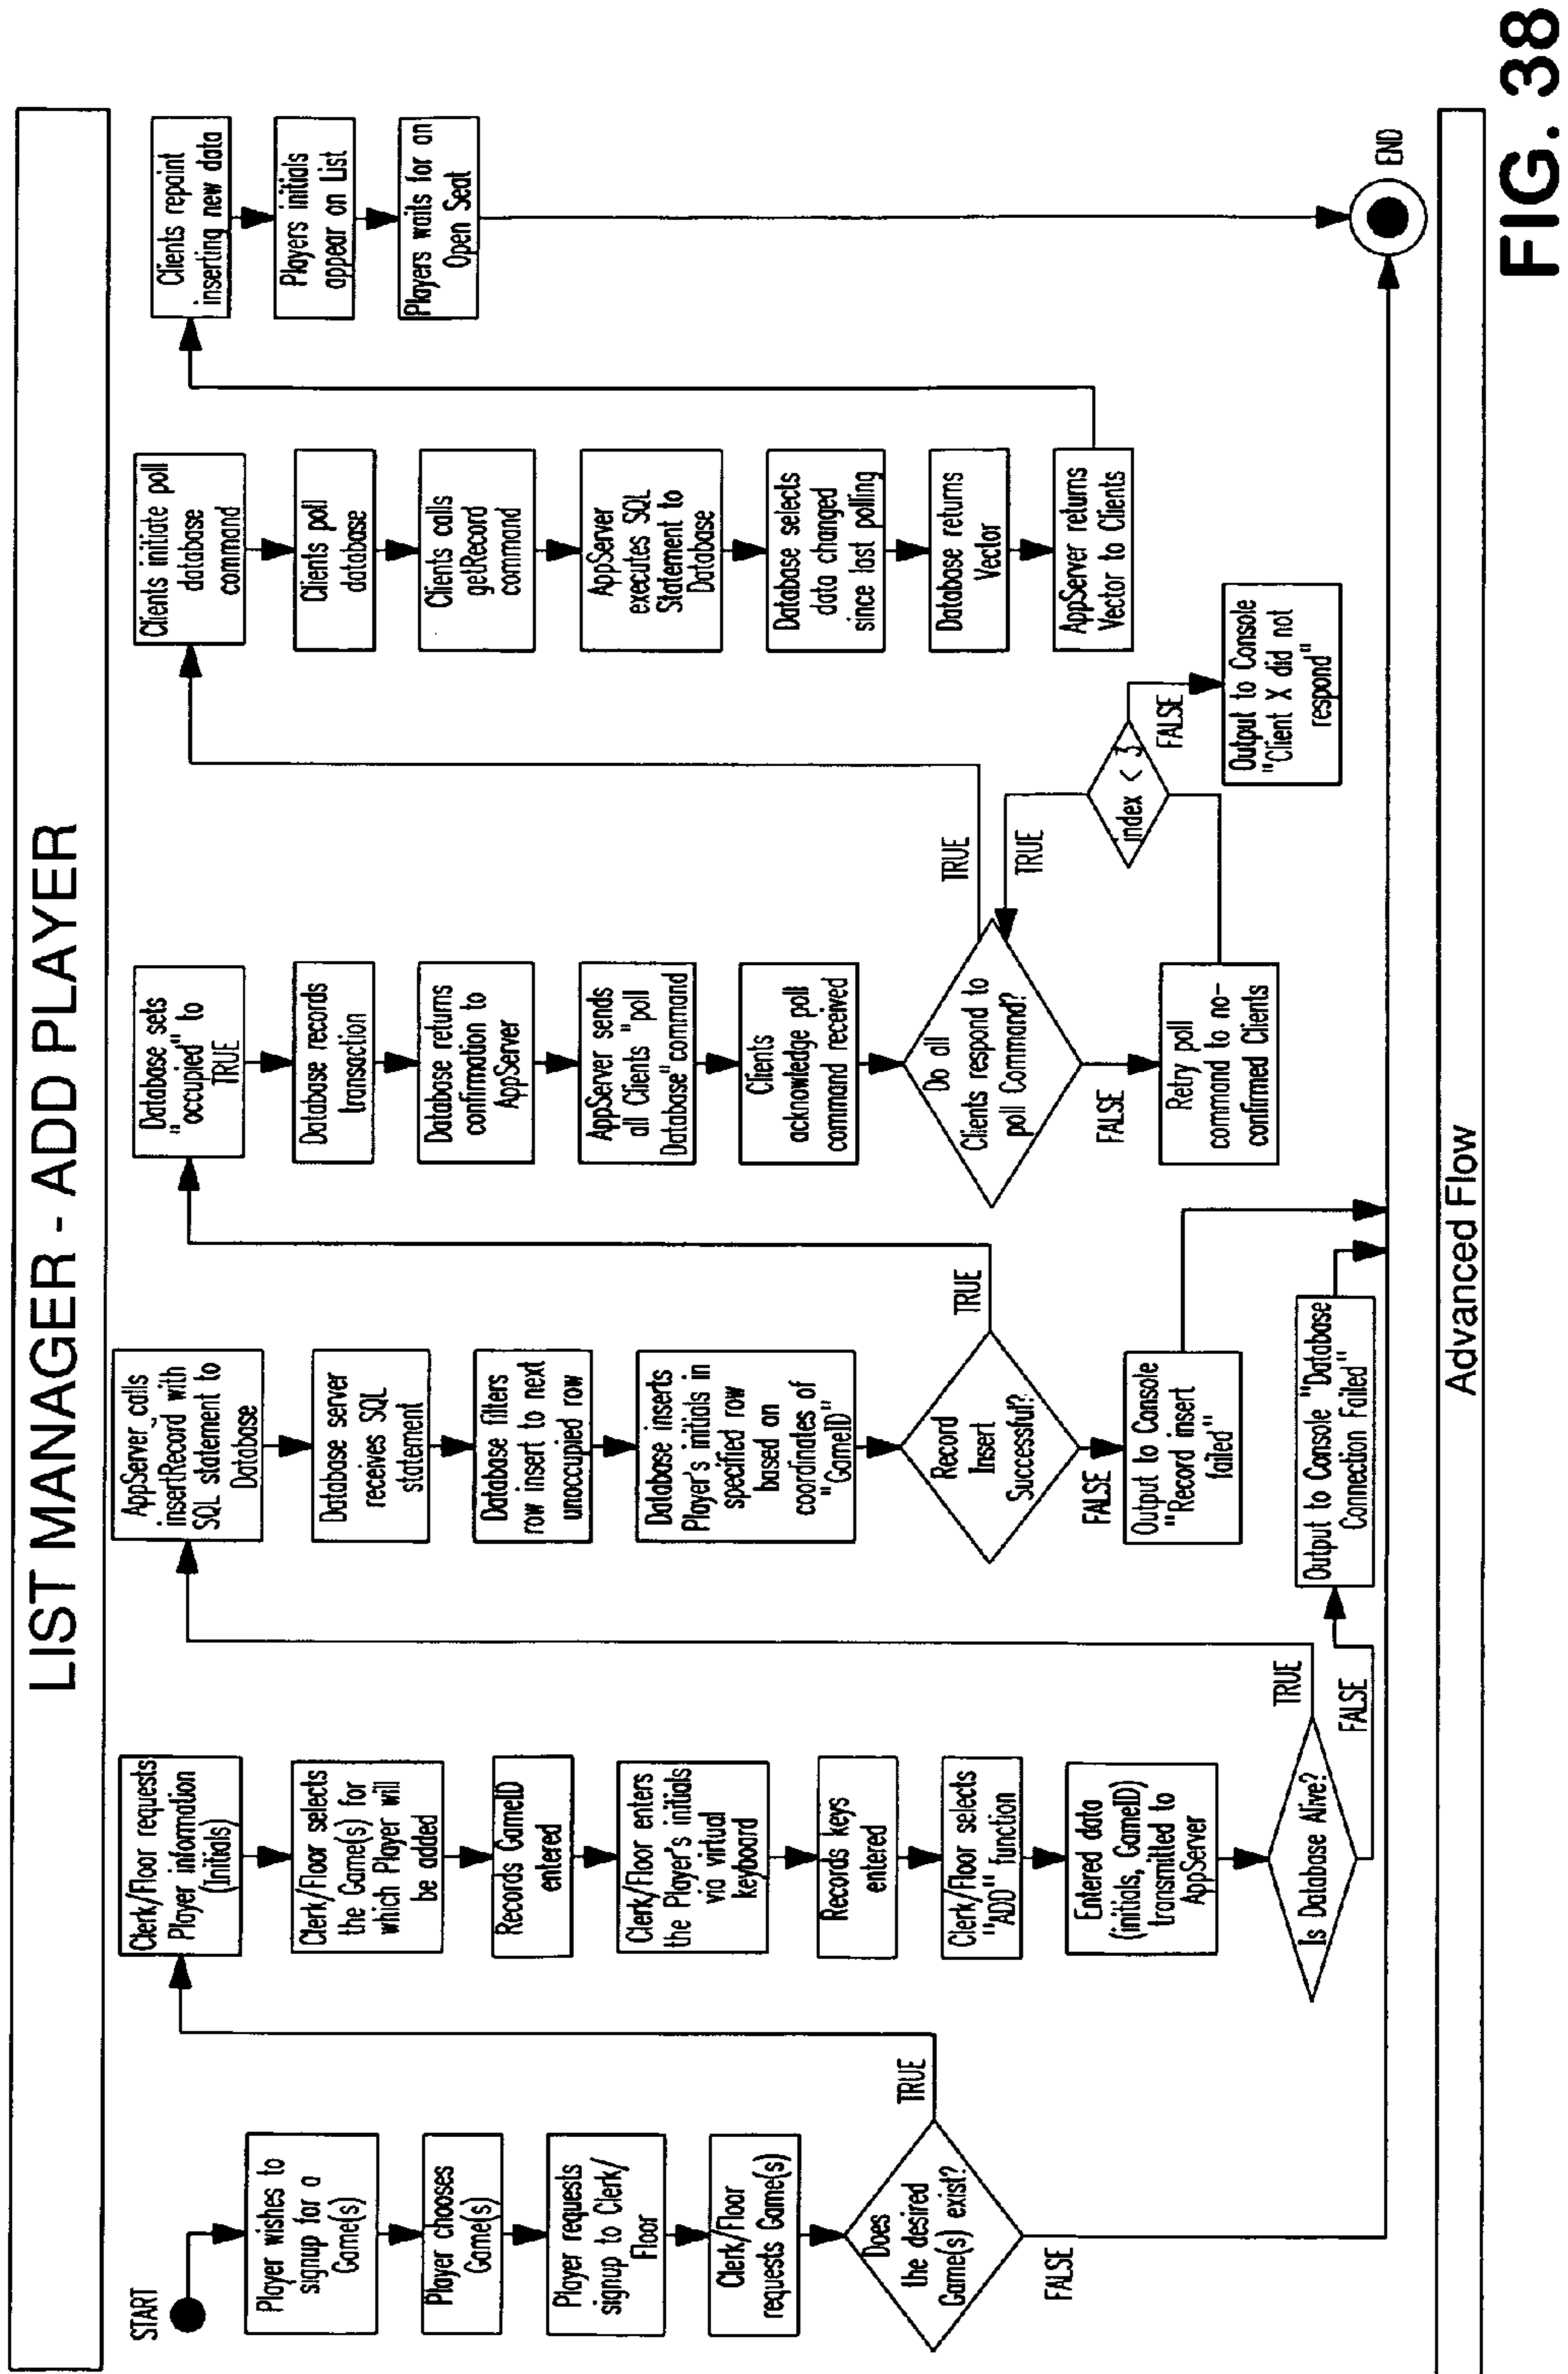 LIST MANAGER - ADD PLAYER
START
Player wishes to
signup for a
Game(s)
Player chooses
Game(s)
Player requests
signup to Clerk/
Floor
Clerk/Floor
requests Game(s)
Does
the desired
Game(s) exist?
TRUE
FALSE
Clerk/Floor requests
Player information
(Initials)
Clerk/Floor selects
the Game(s) for
which Player will
be added
Records GameID
entered
Clerk/Floor enters
the Player's initials
via virtual
keyboard
Records keys
entered
Clerk/Floor selects
"ADD" function
Entered data
(initials, GameID)
transmitted to
AppServer
Is Database Alive?
TRUE
FALSE
AppServer calls
insertRecord with
SQL statement to
Database
Database server
receives SQL
statement
Database filters
row insert to next
unoccupied row
Database inserts
Player's initials in
specified row
based on
coordinates of
"GameID"
Record
Insert
Successful?
TRUE
FALSE
Output to Console
"Record insert
failed"
Output to Console "Database
Connection Failed"
Database sets
"occupied" to
TRUE
Database records
transaction
Database returns
confirmation to
AppServer
AppServer sends
all Clients "poll
Database" command
Clients
acknowledge poll
command received
Do all
Clients respond to
poll Command?
TRUE
FALSE
Retry poll
command to no-
confirmed Clients
TRUE
index < 3
FALSE
Output to Console
"Client X did not
respond"
Clients initiate poll
database
command
Clients poll
database
Clients calls
getRecord
command
AppServer
executes SQL
Statement to
Database
Database selects
data changed
since last polling
Database returns
Vector
AppServer returns
Vector to Clients
Clients repaint
inserting new data
Players initials
appear on List
Players waits for an
Open Seat
END
Advanced Flow
FIG. 38